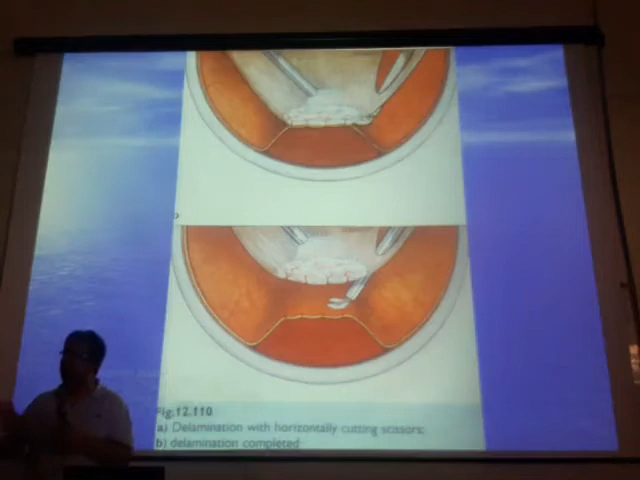 Fig.12.110
a) Delamination with horizontally cutting scissors;
b) delamination completed